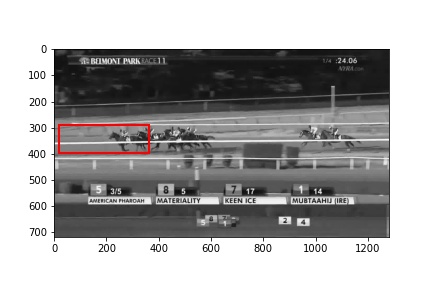 0
100
200
300
400
500
600
700
BELMONT PARK RACE 11
1/4 :24.06
NYRA.com
5 3/5
8 5
7 17
1 14
AMERICAN PHAROAH
MATERIALITY
KEEN ICE
MUBTAAHIJ (IRE)
2 4
0 200 400 600 800 1000 1200